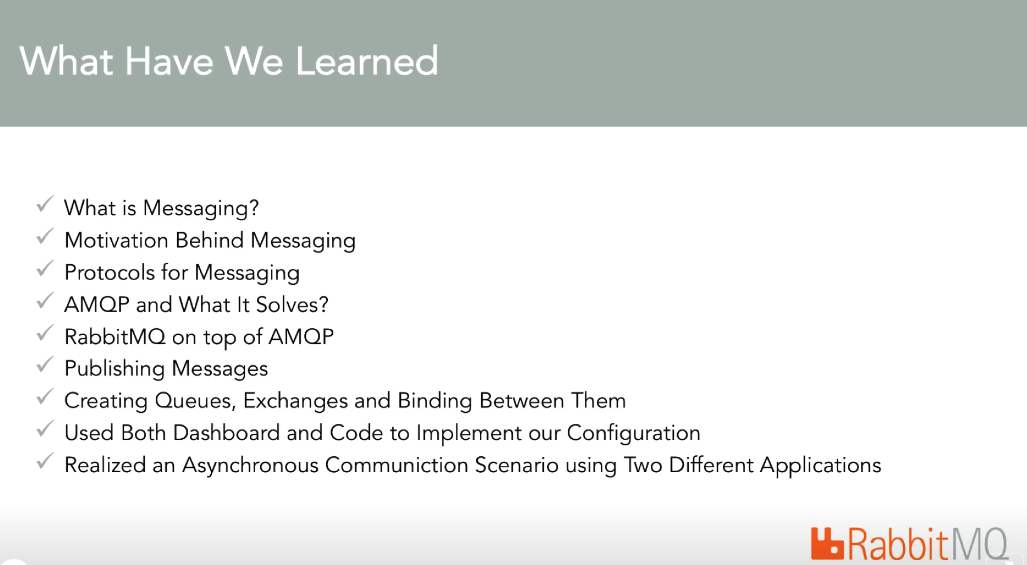 What Have We Learned
What is Messaging?
Motivation Behind Messaging
Protocols for Messaging
AMQP and What It Solves?
RabbitMQ on top of AMQP
Publishing Messages
Creating Queues, Exchanges and Binding Between Them
Used Both Dashboard and Code to Implement our Configuration
Realized an Asynchronous Communiction Scenario using Two Different Applications
RabbitMQ